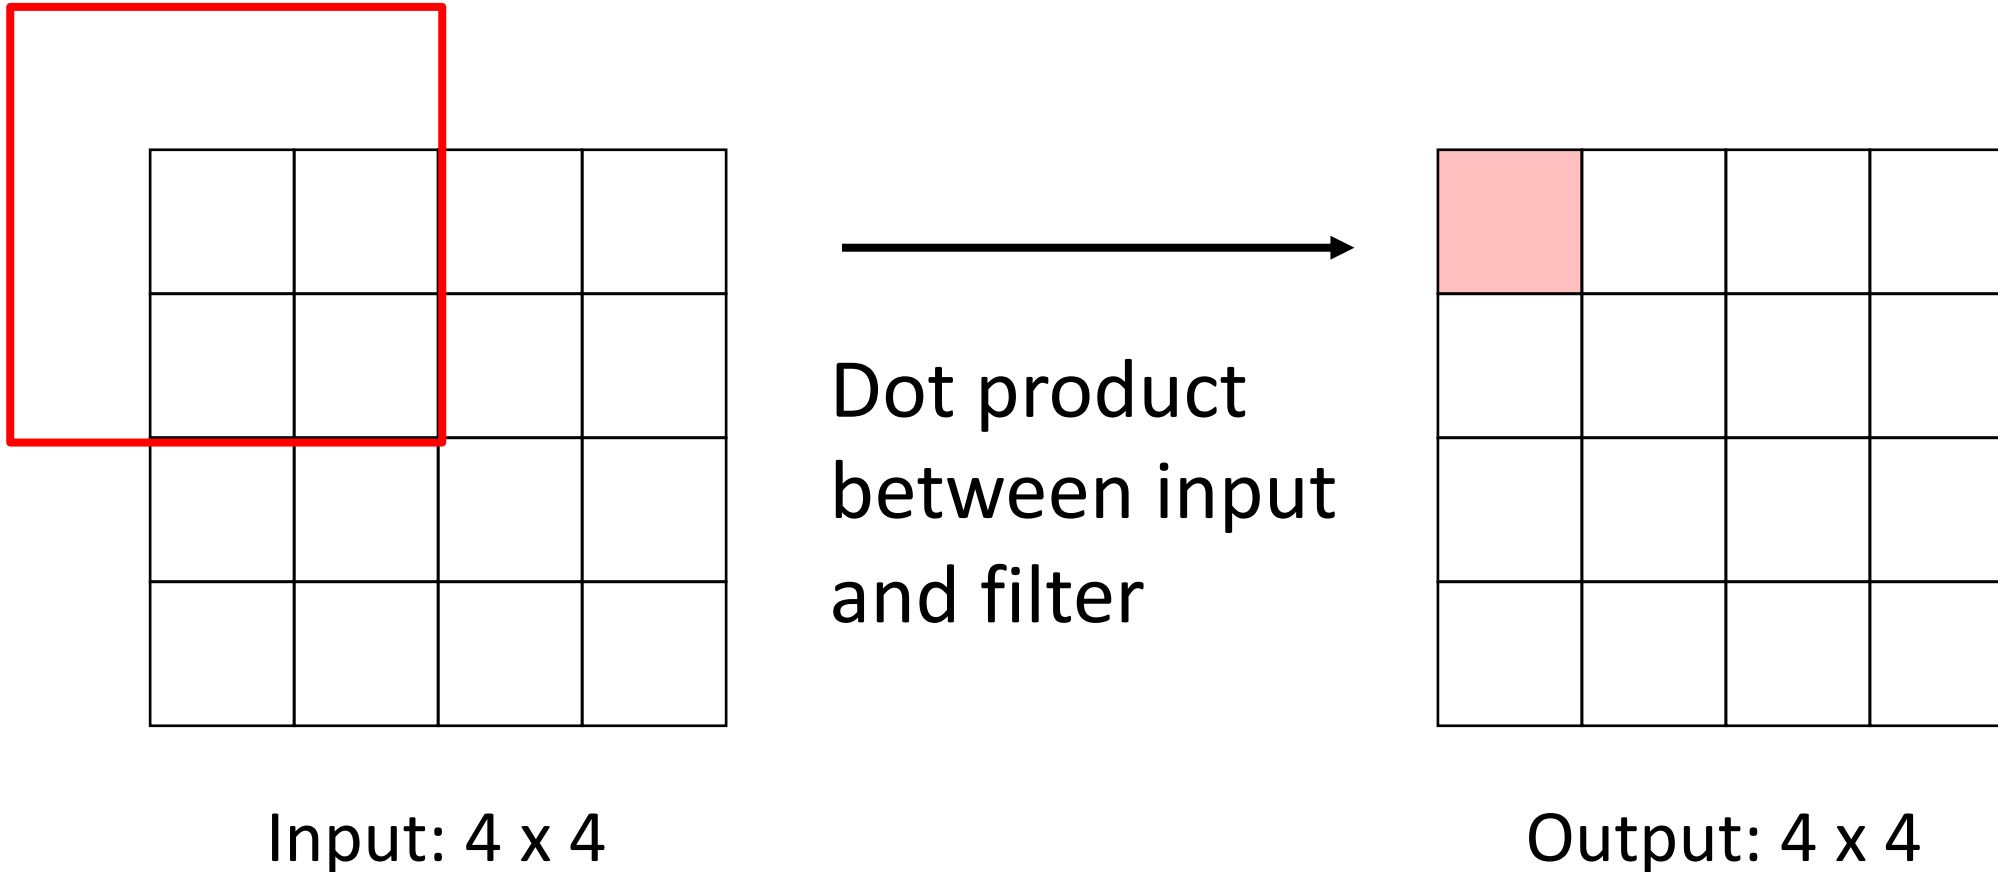 Dot product
between input
and filter
Input: 4 x 4
Output: 4 x 4